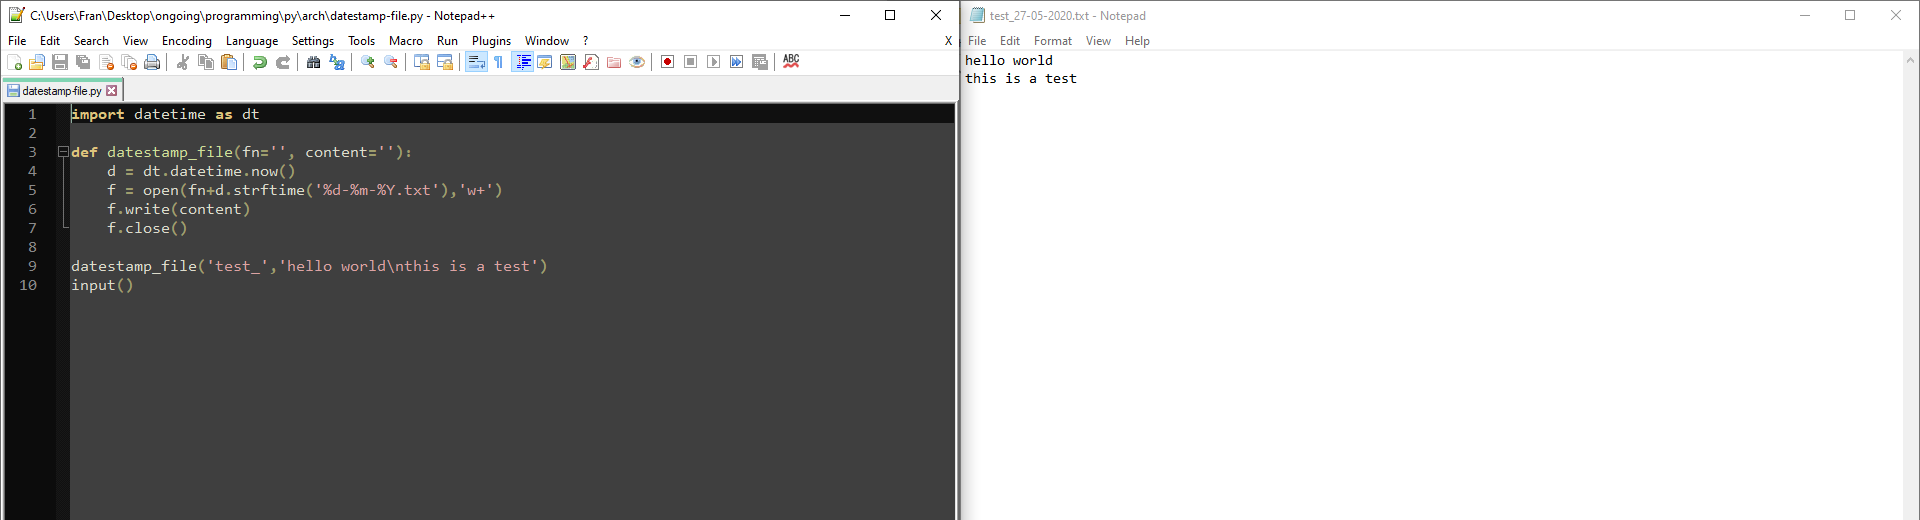 C:\Users\Fran\Desktop\ongoing\programming\py\arch\datestamp-file.py - Notepad++
File Edit Search View Encoding Language Settings Tools Macro Run Plugins Window ? X
ABC
datestamp-file.py
1 import datetime as dt
2
3 def datestamp_file(fn='', content=''):
4 d = dt.datetime.now()
5 f = open(fn+d.strftime('%d-%m-%Y.txt'),'w+')
6 f.write(content)
7 f.close()
8
9 datestamp_file('test_','hello world\nthis is a test')
10 input()
test_27-05-2020.txt - Notepad
File Edit Format View Help
hello world
this is a test